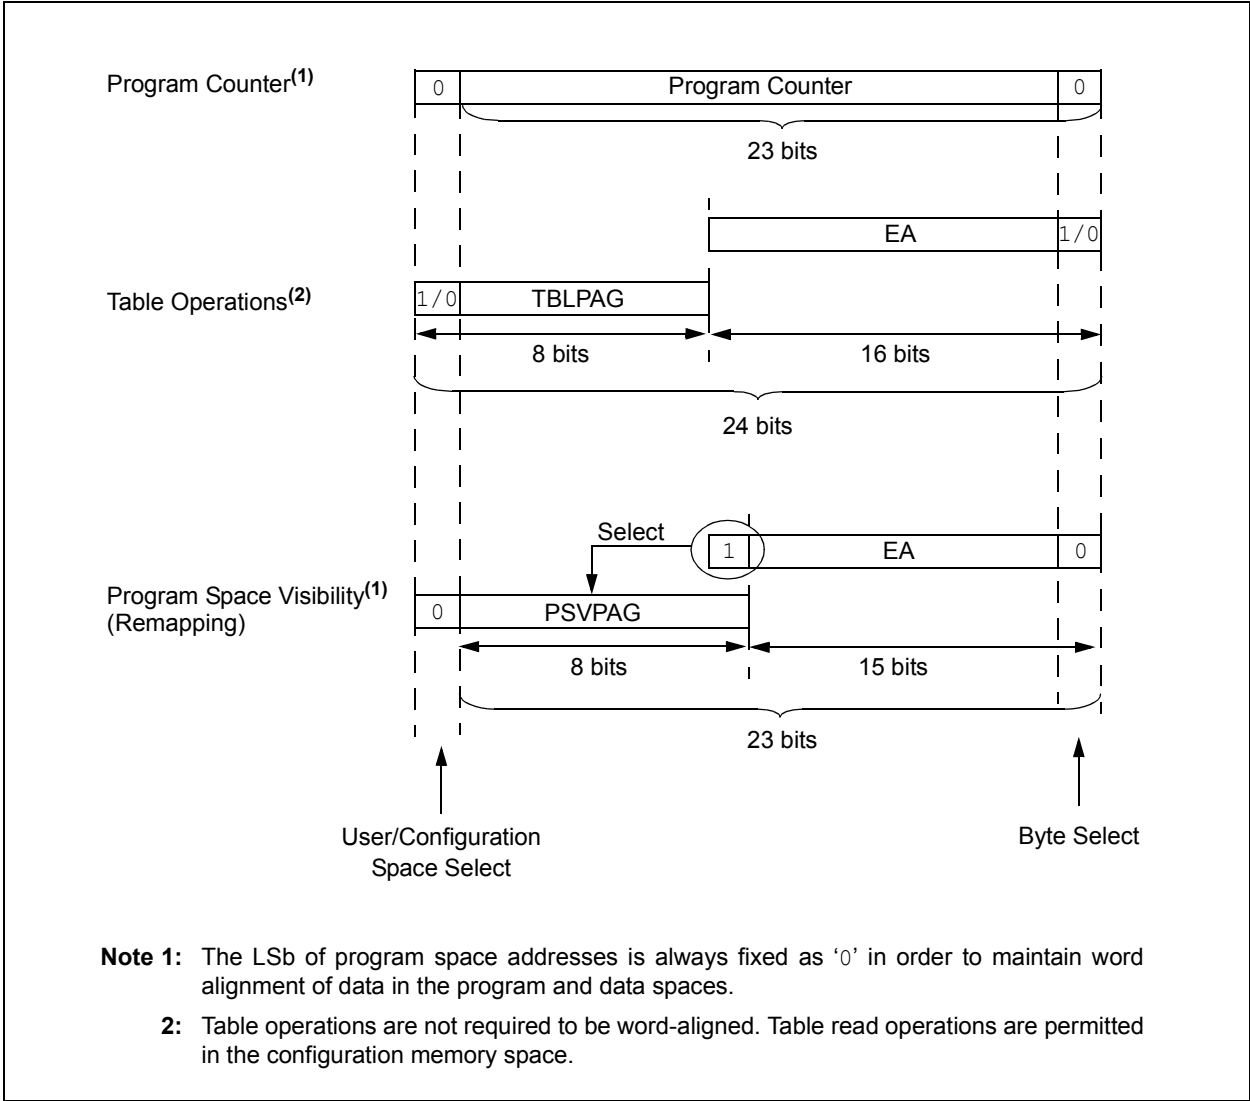 Program Counter(1)
0 Program Counter 0
23 bits
EA 1/0
Table Operations(2)
1/0 TBLPAG
8 bits 16 bits
24 bits
Select
1 EA 0
Program Space Visibility(1)
(Remapping)
0 PSVPAG
8 bits 15 bits
23 bits
User/Configuration
Space Select
Byte Select
Note 1: The LSb of program space addresses is always fixed as ‘0’ in order to maintain word
alignment of data in the program and data spaces.
2: Table operations are not required to be word-aligned. Table read operations are permitted
in the configuration memory space.